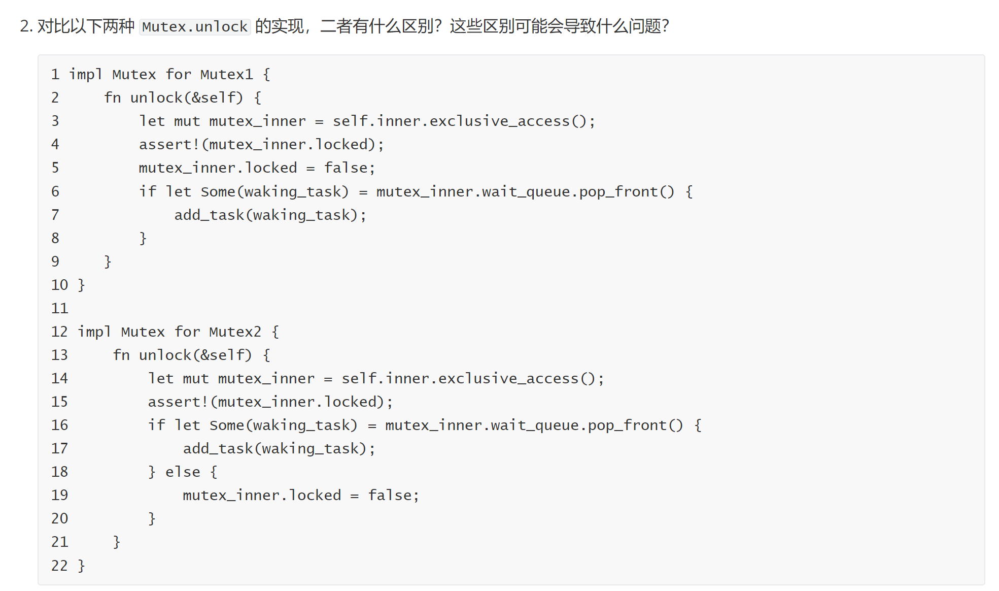 2. 对比以下两种 Mutex.unlock 的实现，二者有什么区别？这些区别可能会导致什么问题？
1 impl Mutex for Mutex1 {
2     fn unlock(&self) {
3         let mut mutex_inner = self.inner.exclusive_access();
4         assert!(mutex_inner.locked);
5         mutex_inner.locked = false;
6         if let Some(waking_task) = mutex_inner.wait_queue.pop_front() {
7             add_task(waking_task);
8         }
9     }
10 }
11
12 impl Mutex for Mutex2 {
13     fn unlock(&self) {
14         let mut mutex_inner = self.inner.exclusive_access();
15         assert!(mutex_inner.locked);
16         if let Some(waking_task) = mutex_inner.wait_queue.pop_front() {
17             add_task(waking_task);
18         } else {
19             mutex_inner.locked = false;
20         }
21     }
22 }